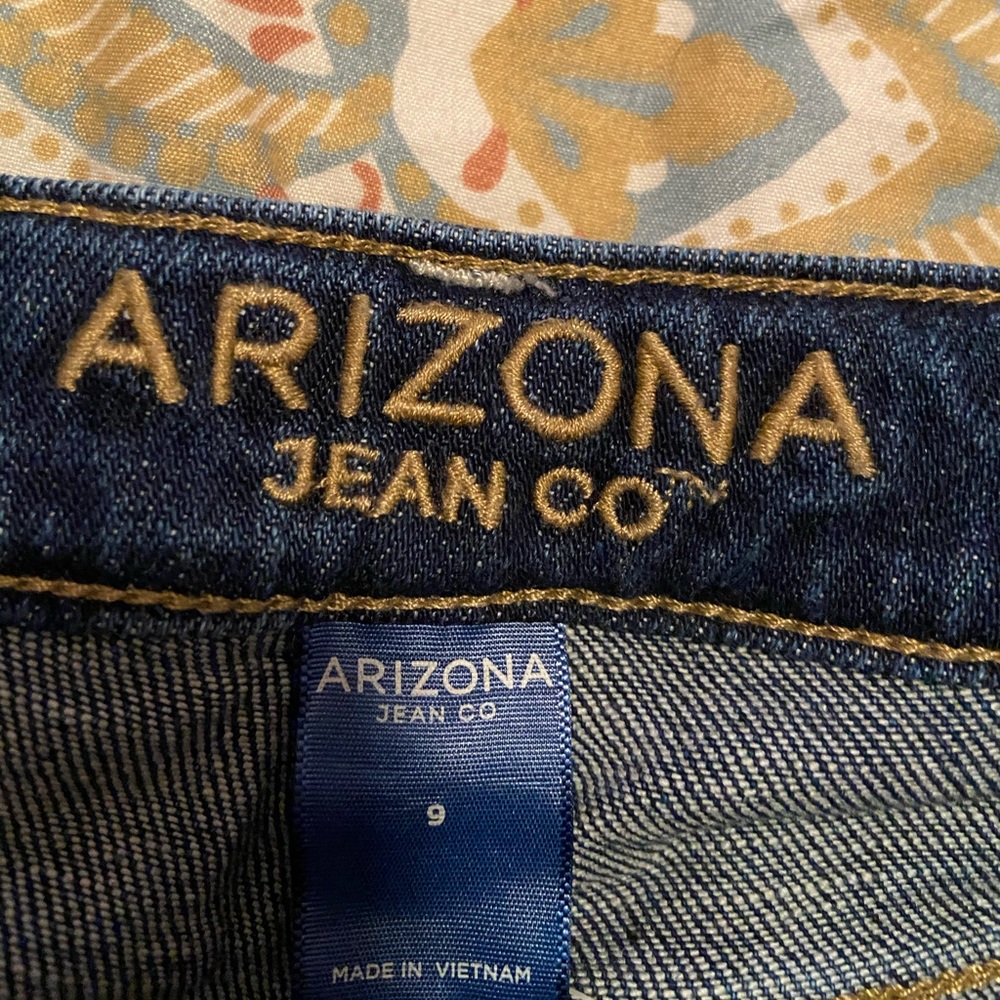 ARIZONA
JEAN CO™
ARIZONA
JEAN CO
9
MADE IN VIETNAM